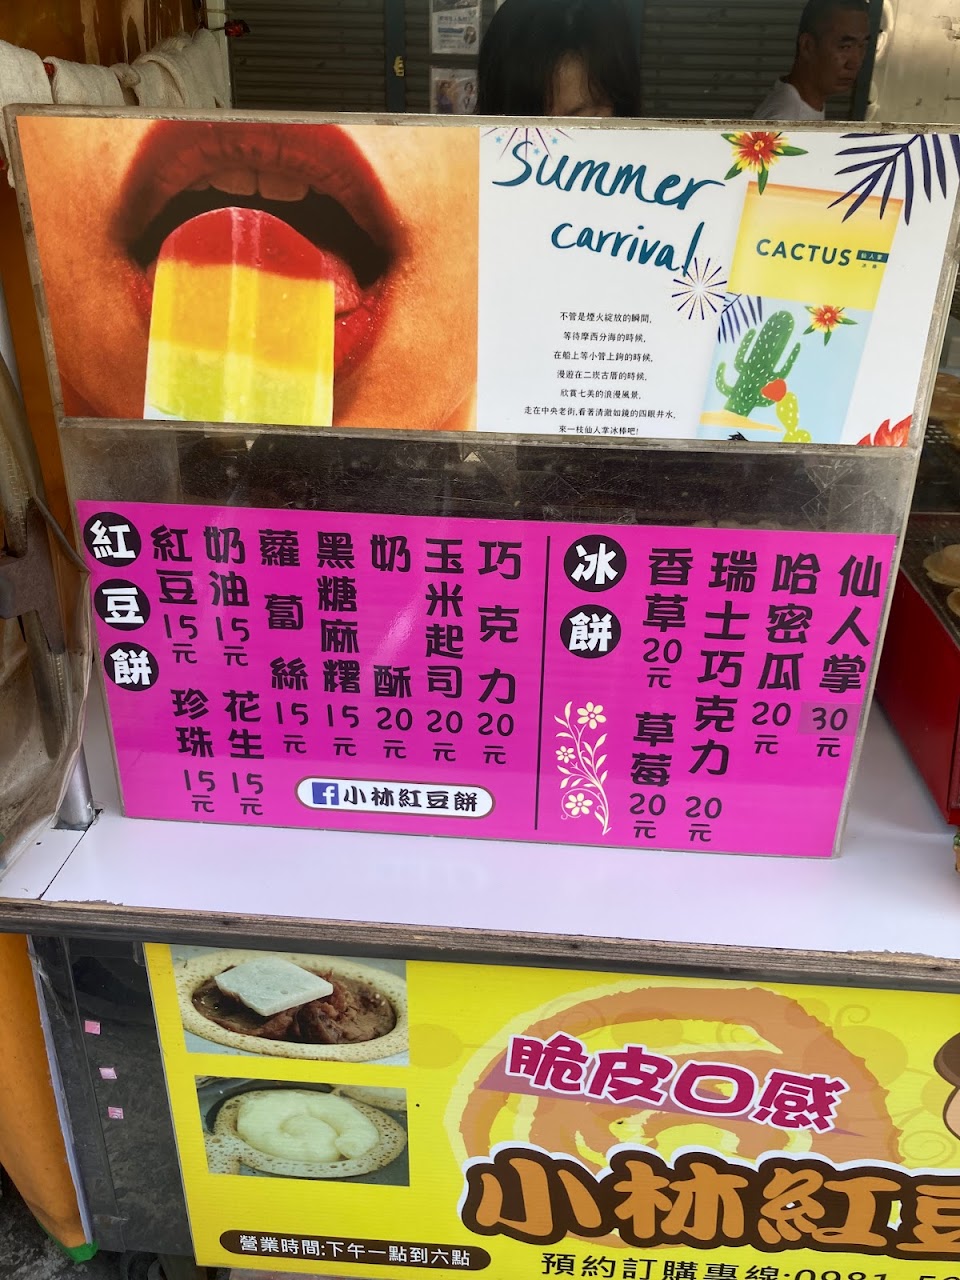 Summer
carrival
CACTUS 仙人掌
不管是煙火綻放的瞬間,
等待摩西分海的時候,
在船上等小管上鉤的時候,
漫遊在二崁古厝的時候,
欣賞七美的浪漫風景,
走在中央老街,看著清澈如鏡的四眼井水,
來一枝仙人掌冰棒吧!
紅豆餅
紅豆15元
奶油15元
蘿蔔絲15元
黑糖麻糬15元
奶酥20元
玉米起司20元
巧克力20元
珍珠15元
花生15元
小林紅豆餅
冰餅
香草20元
瑞士巧克力20元
哈密瓜20元
仙人掌30元
草莓20元
脆皮口感
小林紅豆
營業時間:下午一點到六點
預約訂購專線:0981